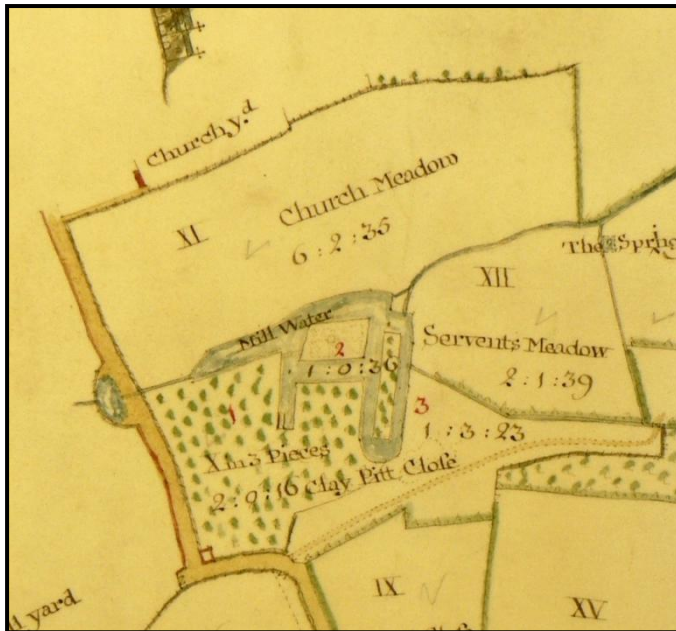 Church y.d
XI
Church Meadow
6 : 2 : 35
The Spring
XII
Mill Water
Servents Meadow
2 : 1 : 39
2
1 : 0 : 36
1
3
1 : 3 : 23
X in 3 Pieces
2 : 0 : 16 Clay Pitt Close
IX
XV
yard